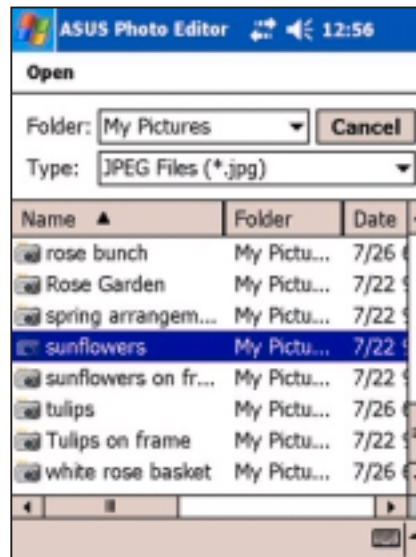 ASUS Photo Editor 12:56
Open
Folder: My Pictures Cancel
Type: JPEG Files (*.jpg)
Name Folder Date
rose bunch My Pictu... 7/26
Rose Garden My Pictu... 7/22
spring arrangem... My Pictu... 7/22
sunflowers My Pictu... 7/22
sunflowers on fr... My Pictu... 7/22
tulips My Pictu... 7/26
Tulips on frame My Pictu... 7/22
white rose basket My Pictu... 7/26